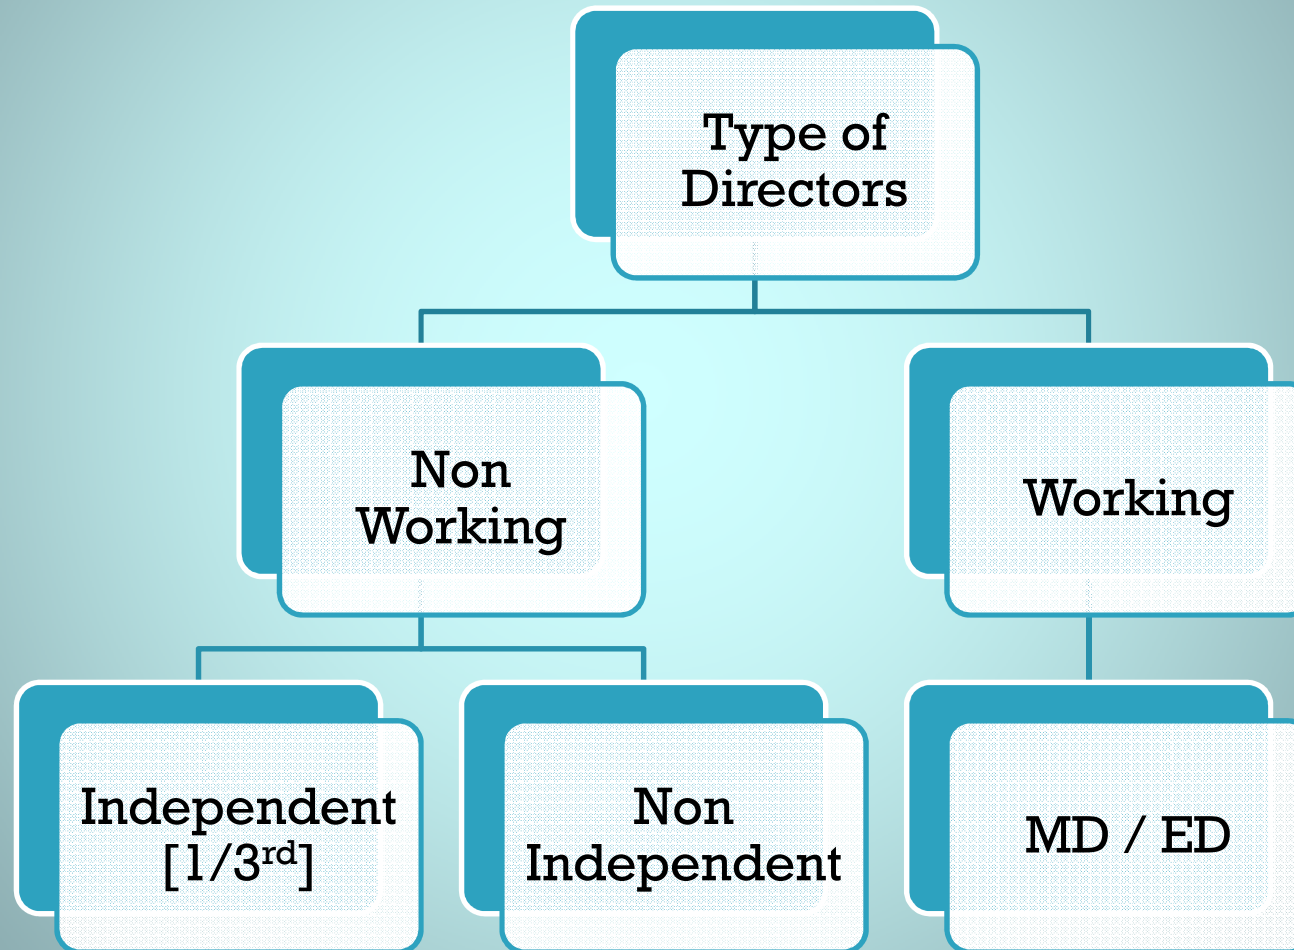 Type of
Directors
Non
Working
Working
Independent
[1/3rd]
Non
Independent
MD / ED